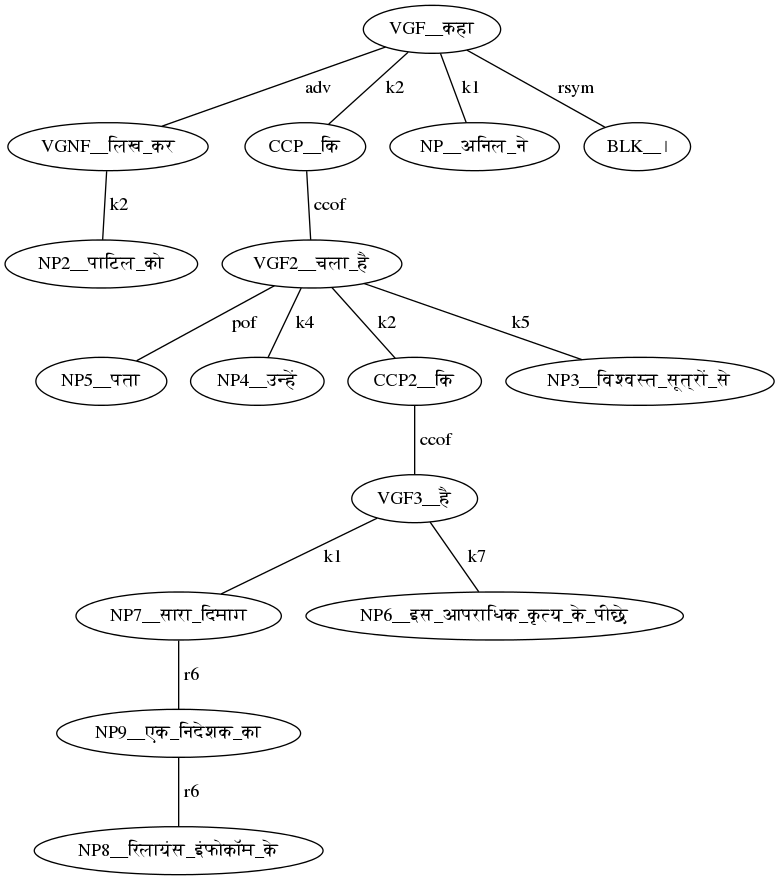 VGF__कहा
adv k2 k1 rsym
VGNF__लिख_कर CCP__कि NP__अनिल_ने BLK__।
k2 ccof
NP2__पाटिल_को VGF2__चला_है
pof k4 k2 k5
NP5__पता NP4__उन्हें CCP2__कि NP3__विश्वस्त_सूत्रों_से
ccof
VGF3__है
k1 k7
NP7__सारा_दिमाग NP6__इस_आपराधिक_कृत्य_के_पीछे
r6
NP9__एक_निदेशक_का
r6
NP8__रिलायंस_इंफोकॉम_के